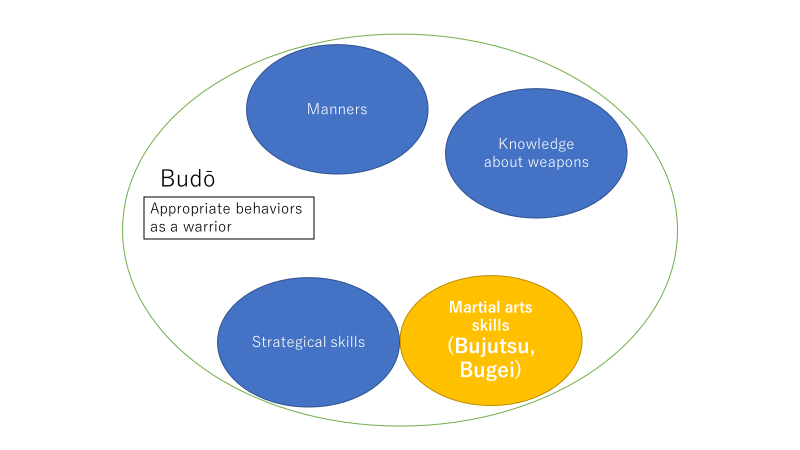 Manners
Knowledge
about weapons
Budō
Appropriate behaviors
as a warrior
Strategical skills
Martial arts
skills
(Bujutsu,
Bugei)